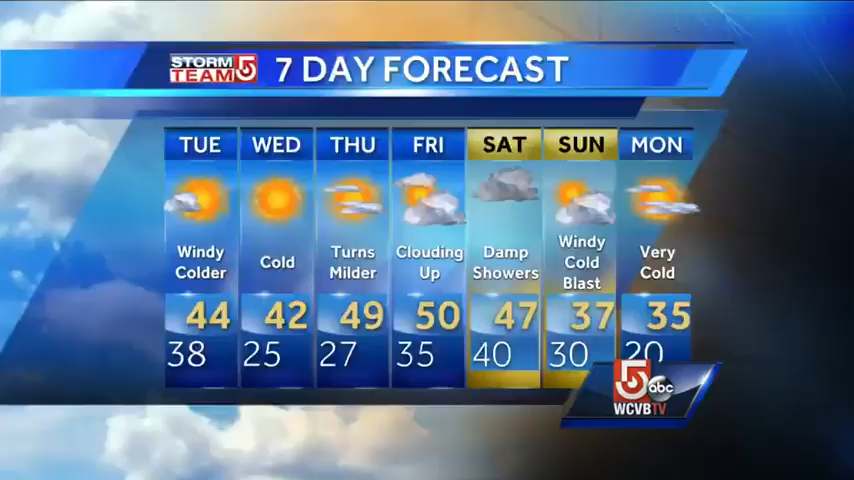 STORM
TEAM 5
7 DAY FORECAST
TUE WED THU FRI SAT SUN MON
Windy
Colder
Cold
Turns
Milder
Clouding
Up
Damp
Showers
Windy
Cold
Blast
Very
Cold
44 42 49 50 47 37 35
38 25 27 35 40 30 20
5 abc
WCVBTV